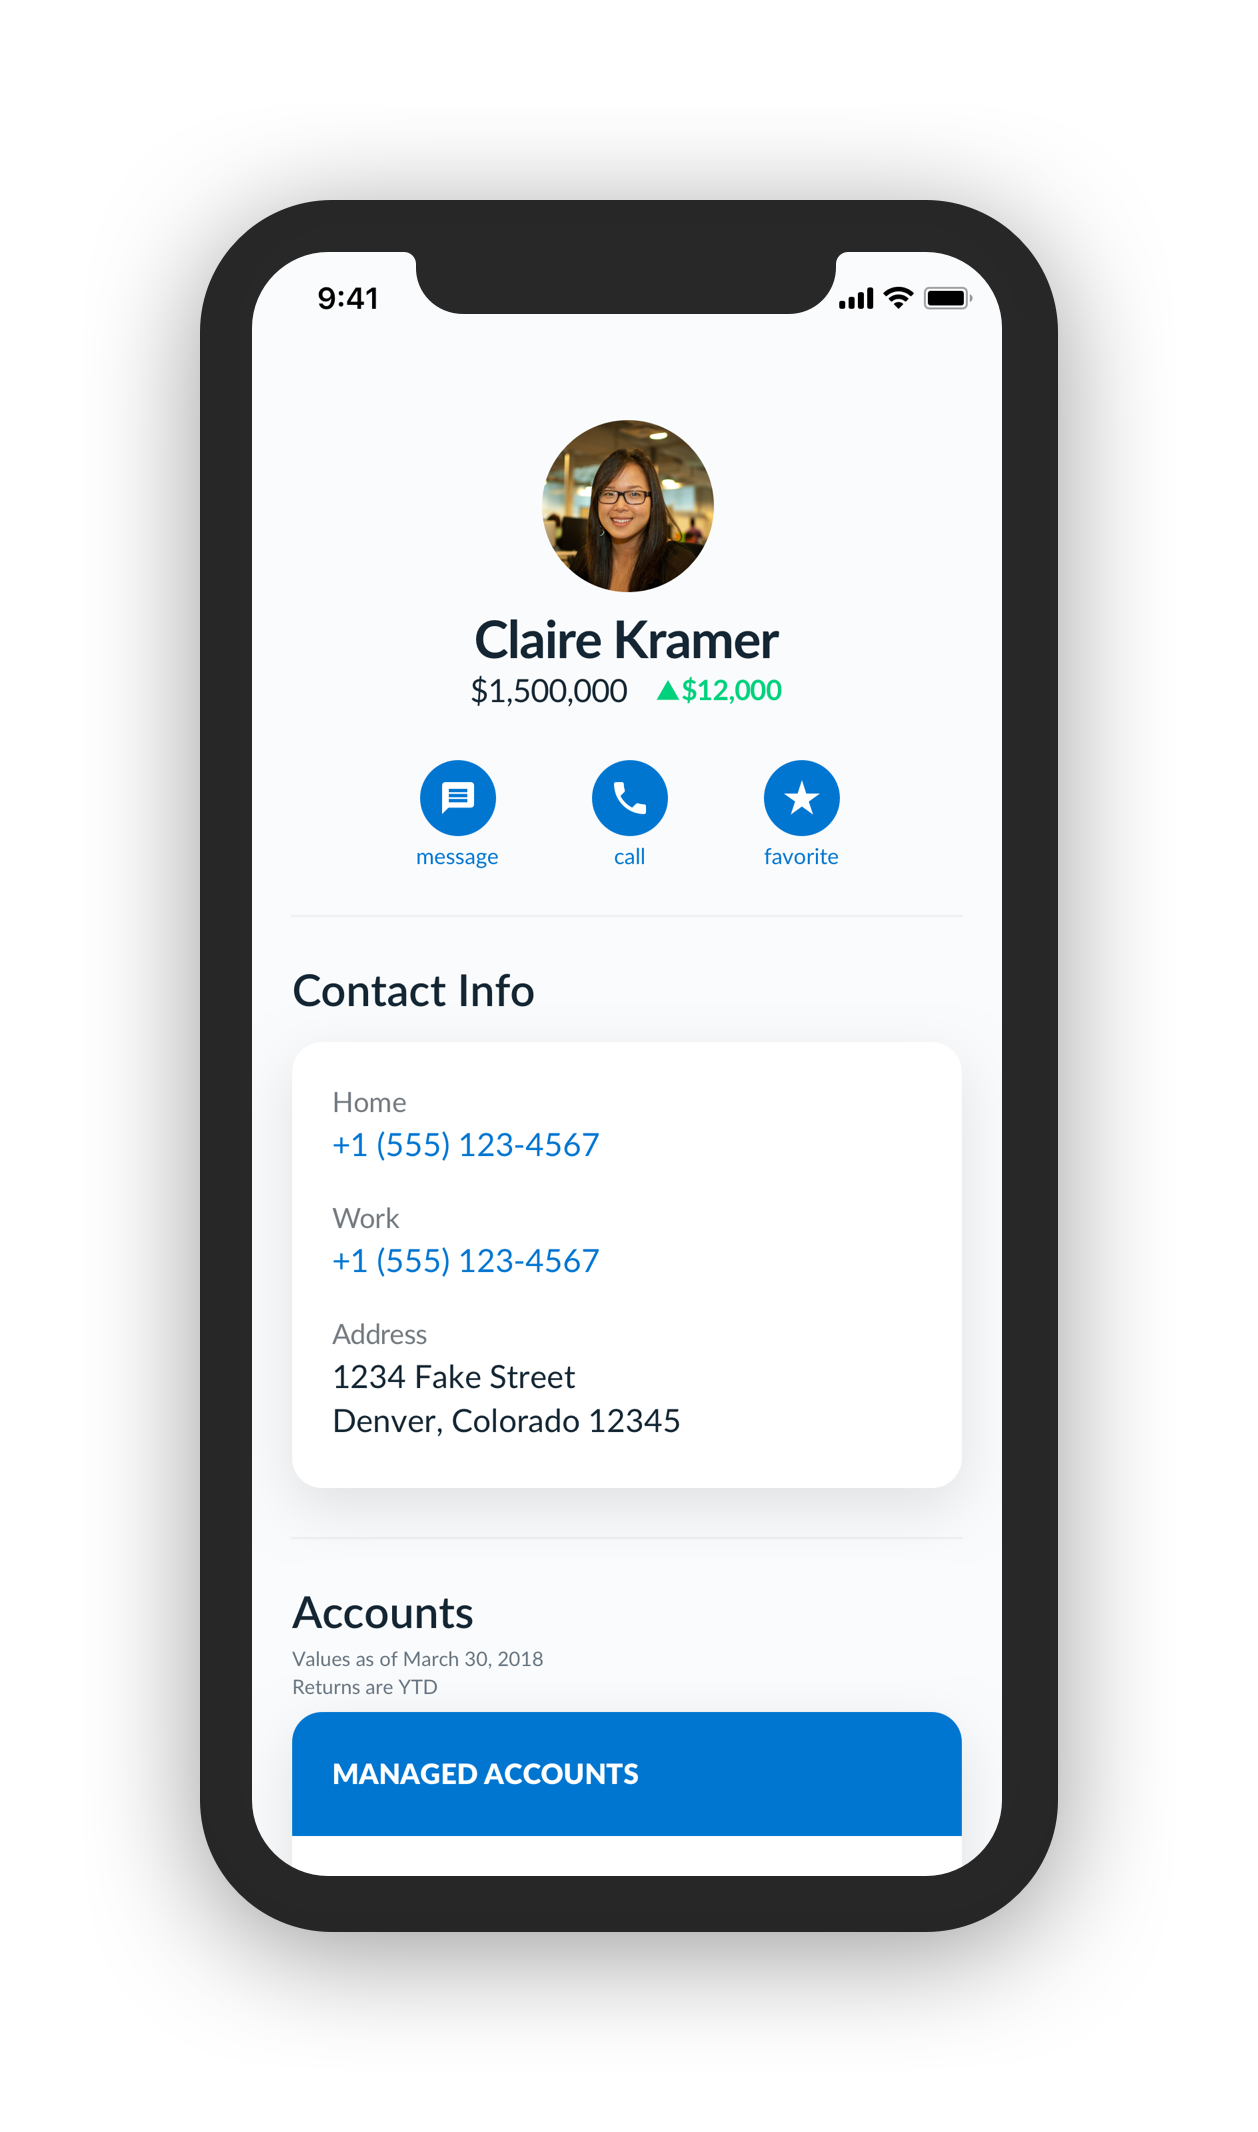 9:41
Claire Kramer
$1,500,000 ▲$12,000
message call favorite
Contact Info
Home
+1 (555) 123-4567
Work
+1 (555) 123-4567
Address
1234 Fake Street
Denver, Colorado 12345
Accounts
Values as of March 30, 2018
Returns are YTD
MANAGED ACCOUNTS